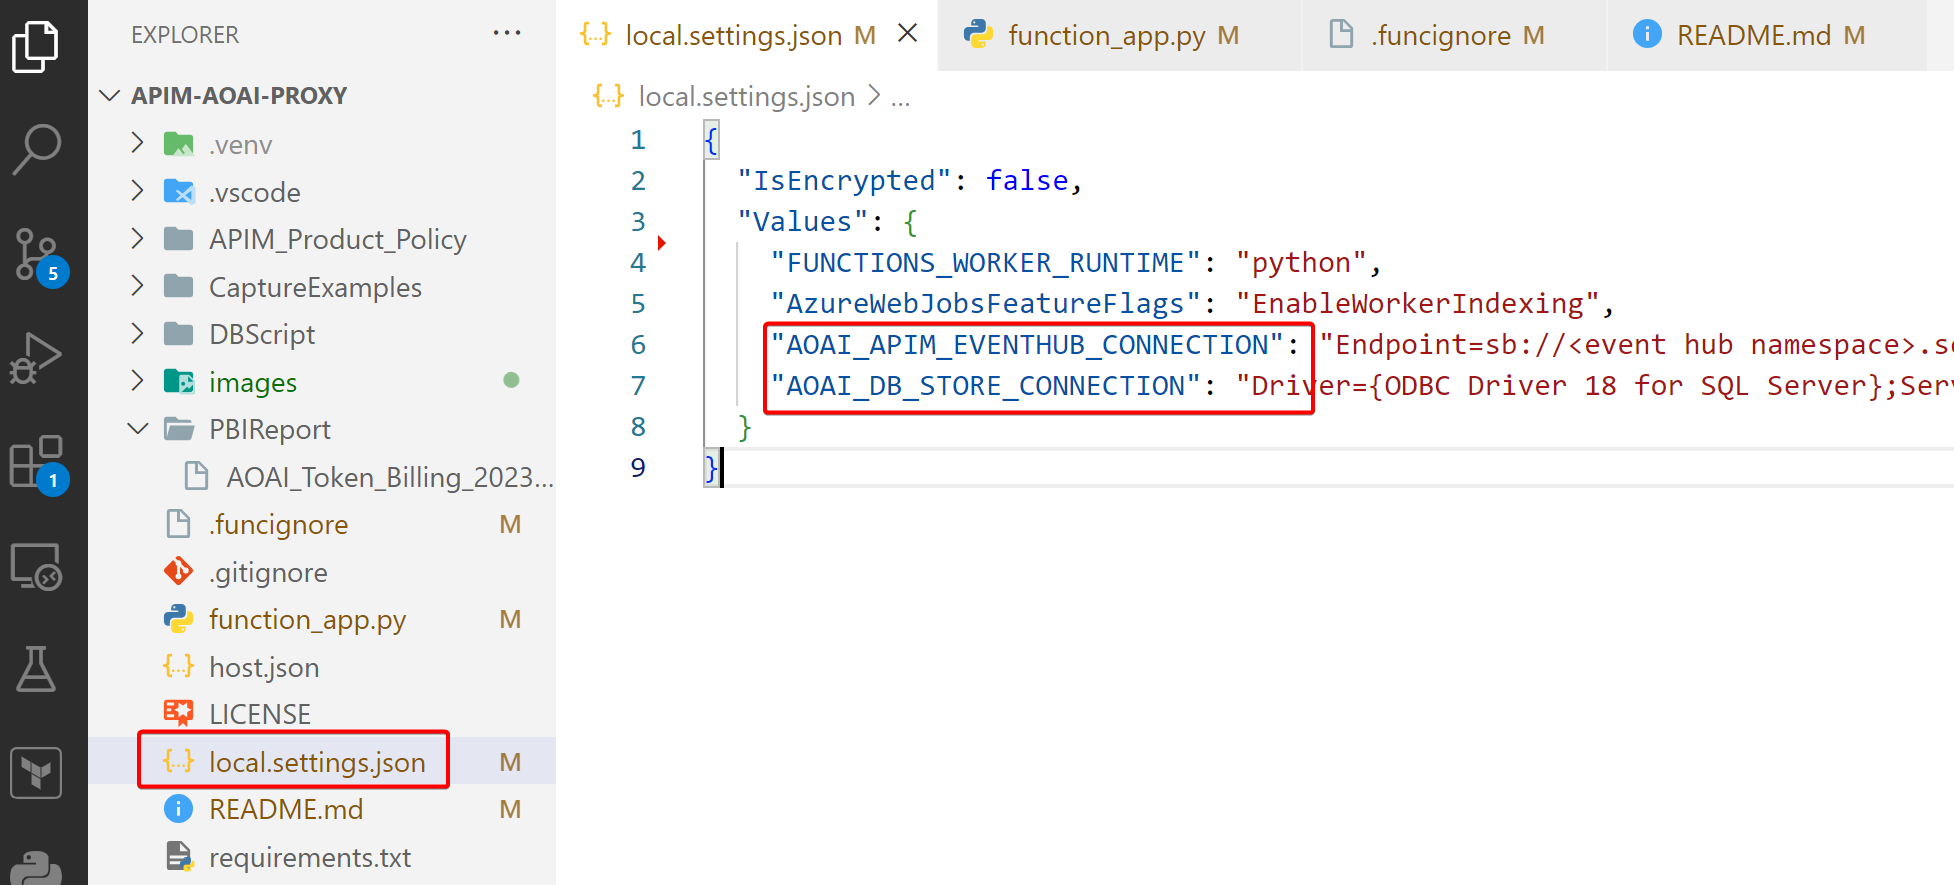 EXPLORER
···
APIM-AOAI-PROXY
.venv
.vscode
APIM_Product_Policy
CaptureExamples
DBScript
images
PBIReport
AOAI_Token_Billing_2023...
.funcignore M
.gitignore
function_app.py M
host.json
LICENSE
local.settings.json M
README.md M
requirements.txt
5
1
local.settings.json M
function_app.py M
.funcignore M
README.md M
local.settings.json > ...
1 {
2 "IsEncrypted": false,
3 "Values": {
4 "FUNCTIONS_WORKER_RUNTIME": "python",
5 "AzureWebJobsFeatureFlags": "EnableWorkerIndexing",
6 "AOAI_APIM_EVENTHUB_CONNECTION": "Endpoint=sb://<event hub namespace>.se
7 "AOAI_DB_STORE_CONNECTION": "Driver={ODBC Driver 18 for SQL Server};Serv
8 }
9 }